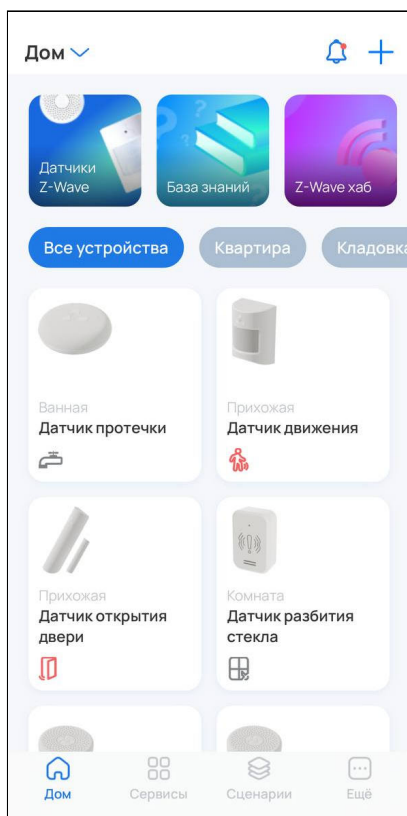 Дом
Датчики
Z-Wave
База знаний
Z-Wave хаб
Все устройства
Квартира
Кладовка
Ванная
Датчик протечки
Прихожая
Датчик движения
Прихожая
Датчик открытия
двери
Комната
Датчик разбития
стекла
Дом
Сервисы
Сценарии
Ещё